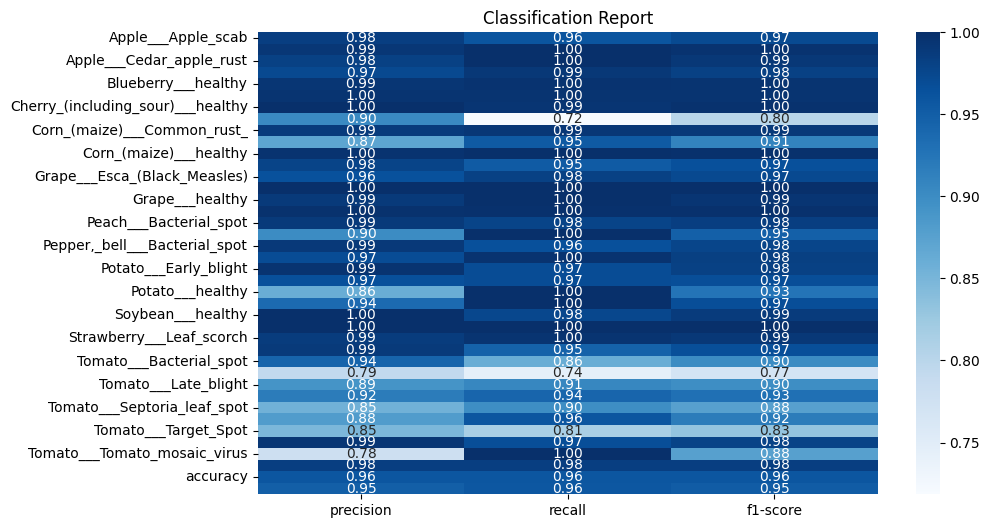 Classification Report
Apple___Apple_scab 0.98 0.96 0.97
0.99 1.00 1.00
Apple___Cedar_apple_rust 0.98 1.00 0.99
0.97 0.99 0.98
Blueberry___healthy 0.99 1.00 1.00
1.00 1.00 1.00
Cherry_(including_sour)___healthy 1.00 0.99 1.00
0.90 0.72 0.80
Corn_(maize)___Common_rust_ 0.99 0.99 0.99
0.87 0.95 0.91
Corn_(maize)___healthy 1.00 1.00 1.00
0.98 0.95 0.97
Grape___Esca_(Black_Measles) 0.96 0.98 0.97
1.00 1.00 1.00
Grape___healthy 0.99 1.00 0.99
1.00 1.00 1.00
Peach___Bacterial_spot 0.99 0.98 0.98
0.90 1.00 0.95
Pepper,_bell___Bacterial_spot 0.99 0.96 0.98
0.97 1.00 0.98
Potato___Early_blight 0.99 0.97 0.98
0.97 0.97 0.97
Potato___healthy 0.86 1.00 0.93
0.94 1.00 0.97
Soybean___healthy 1.00 0.98 0.99
1.00 1.00 1.00
Strawberry___Leaf_scorch 0.99 1.00 0.99
0.99 0.95 0.97
Tomato___Bacterial_spot 0.94 0.86 0.90
0.79 0.74 0.77
Tomato___Late_blight 0.89 0.91 0.90
0.92 0.94 0.93
Tomato___Septoria_leaf_spot 0.85 0.90 0.88
0.88 0.96 0.92
Tomato___Target_Spot 0.85 0.81 0.83
0.99 0.97 0.98
Tomato___Tomato_mosaic_virus 0.78 1.00 0.88
0.98 0.98 0.98
accuracy 0.96 0.96 0.96
0.95 0.96 0.95
precision recall f1-score
1.00
0.95
0.90
0.85
0.80
0.75